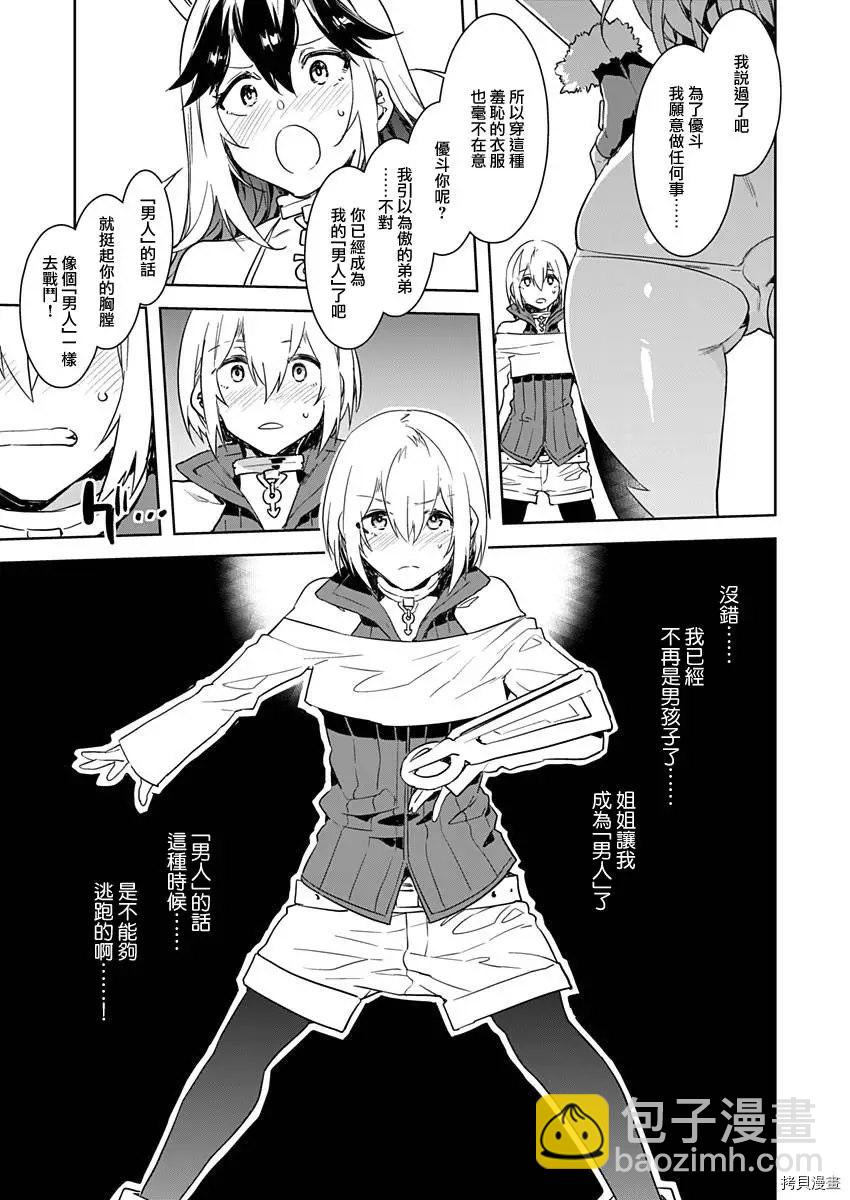 我説過了吧
為了優斗
我願意做任何事……
所以穿這種
羞恥的衣服
也毫不在意
優斗你呢？
我引以為傲的弟弟
……不對
你已經成為
我的「男人」了吧
「男人」的話
就挺起你的胸膛
像個「男人」一樣
去戰鬥！
グッ…
沒錯……
我已經
不再是男孩子了……
姐姐讓我
成為「男人」了
「男人」的話
這種時候……
是不能夠
逃跑的啊……！
包子漫畫
baozimh.com
拷貝漫畫